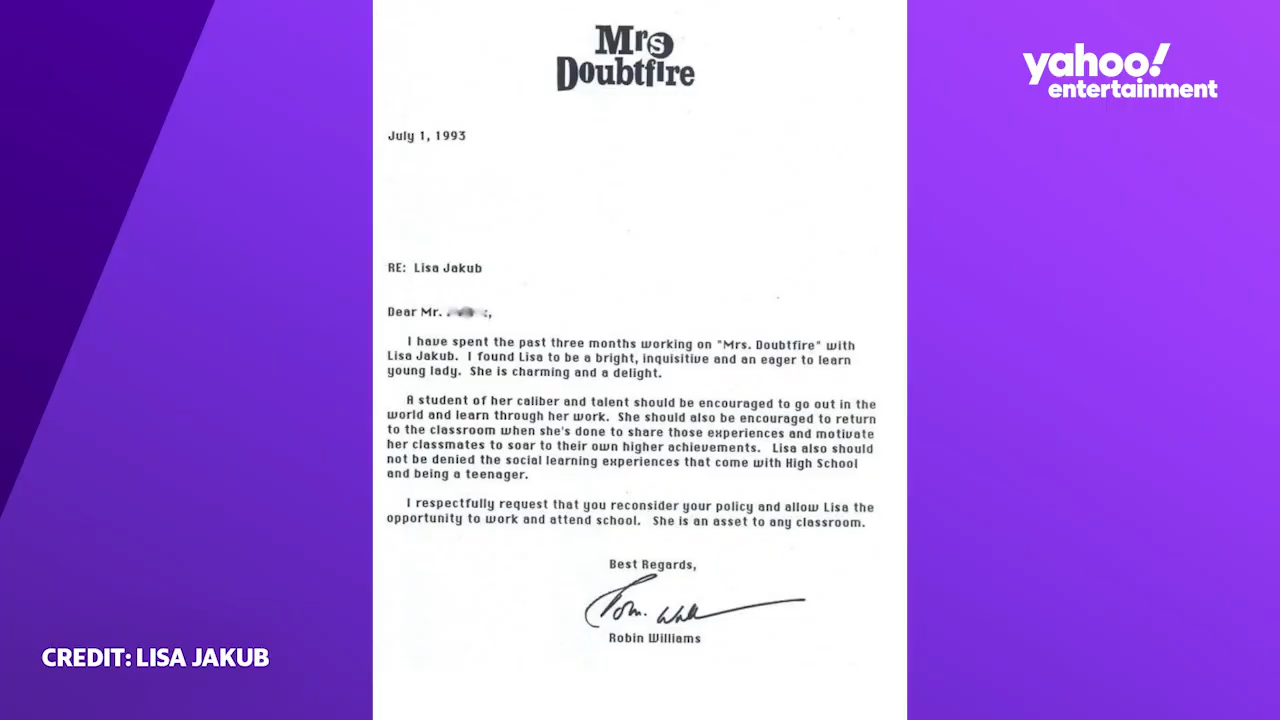 Mrs
Doubtfire
yahoo!
entertainment
July 1, 1993
RE: Lisa Jakub
Dear Mr.
I have spent the past three months working on "Mrs. Doubtfire" with
Lisa Jakub. I found Lisa to be a bright, inquisitive and an eager to learn
young lady. She is charming and a delight.
A student of her caliber and talent should be encouraged to go out in the
world and learn through her work. She should also be encouraged to return
to the classroom when she's done to share those experiences and motivate
her classmates to soar to their own higher achievements. Lisa also should
not be denied the social learning experiences that come with High School
and being a teenager.
I respectfully request that you reconsider your policy and allow Lisa the
opportunity to work and attend school. She is an asset to any classroom.
Best Regards,
Robin Williams
CREDIT: LISA JAKUB